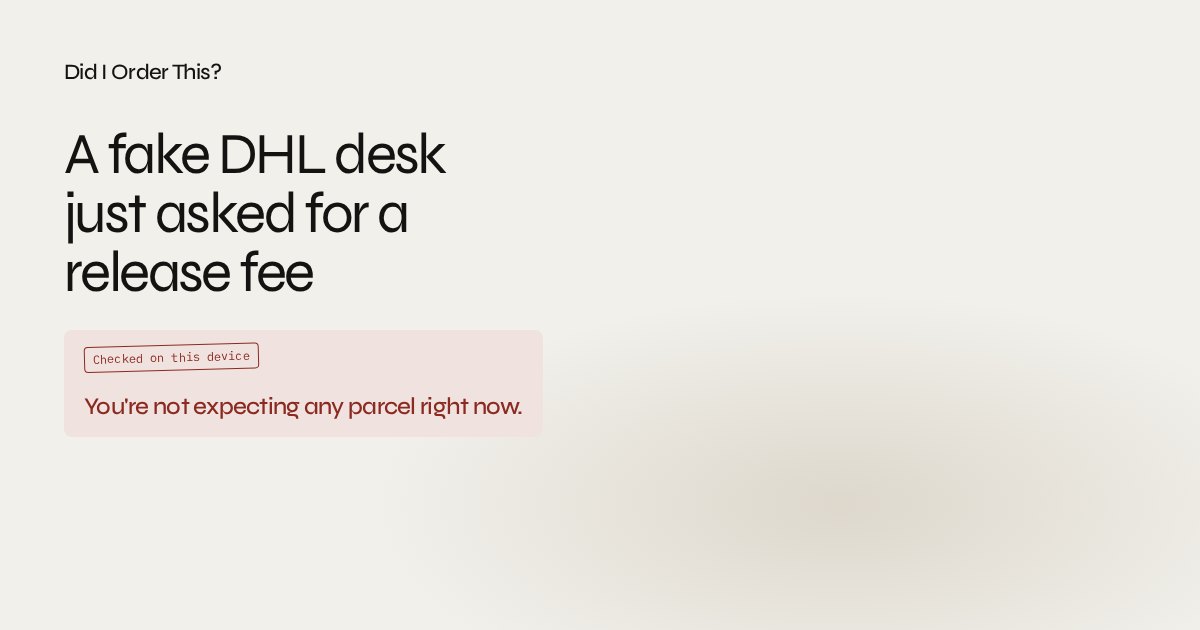 Did I Order This?
A fake DHL desk
just asked for a
release fee
Checked on this device
You're not expecting any parcel right now.